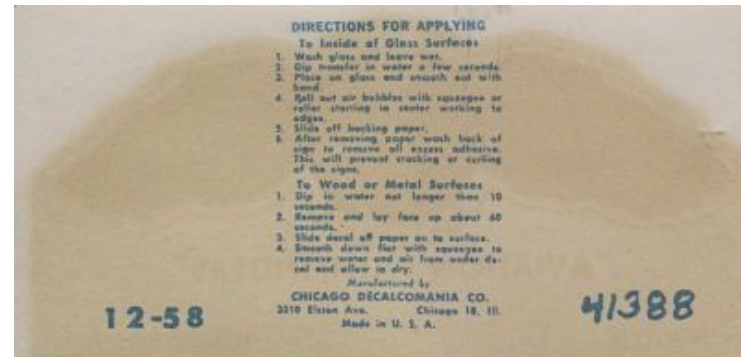 DIRECTIONS FOR APPLYING
To Inside of Glass Surfaces
1. Wash glass and leave wet.
2. Dip transfer in water a few seconds.
3. Place on glass and smooth out with
hand.
4. Roll out air bubbles with squeegee or
roller starting in center working to
edges.
5. Slide off backing paper.
6. After removing paper wash back of
sign to remove all excess adhesive.
This will prevent cracking or curling
of the signs.
To Wood or Metal Surfaces
1. Dip in water not longer than 10
seconds.
2. Remove and lay face up about 60
seconds.
3. Slide decal off paper on to surface.
4. Smooth down flat with squeegee to
remove water and air from under de-
cal and allow to dry.
Manufactured by
CHICAGO DECALCOMANIA CO.
3310 Elston Ave. Chicago 18, Ill.
Made in U. S. A.
12-58
41388